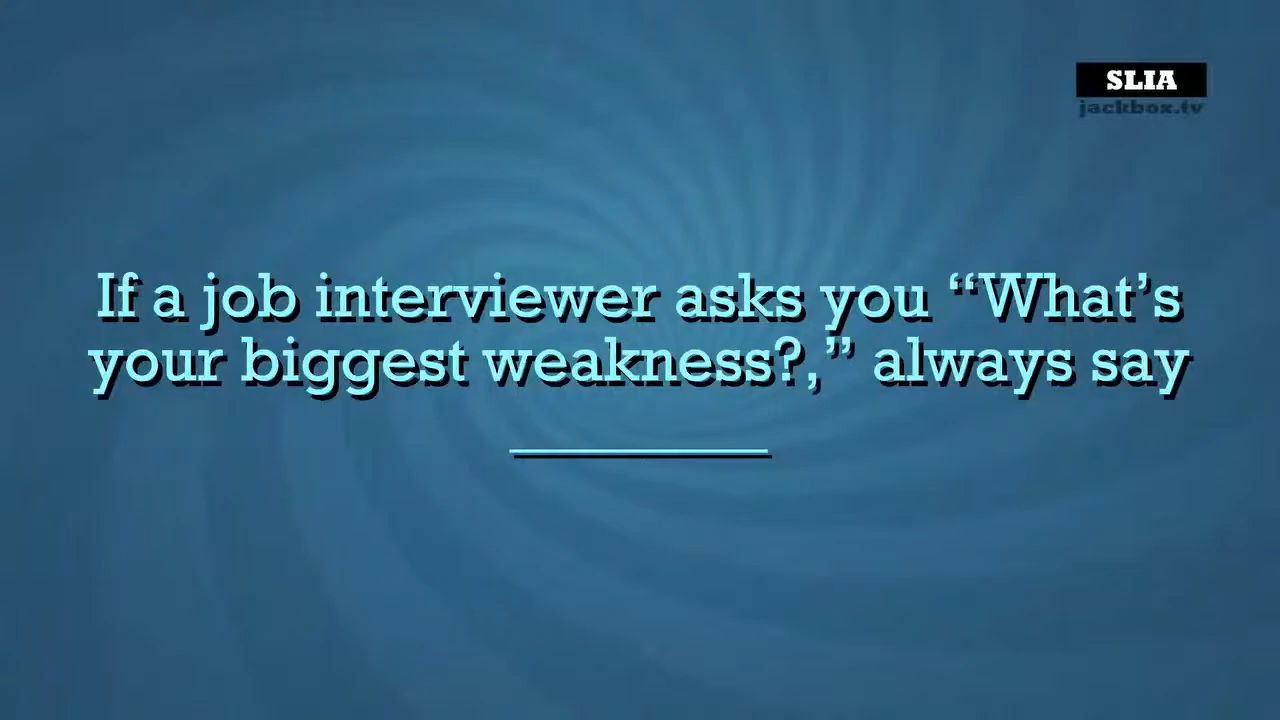 SLIA
jackbox.tv
If a job interviewer asks you “What’s
your biggest weakness?,” always say